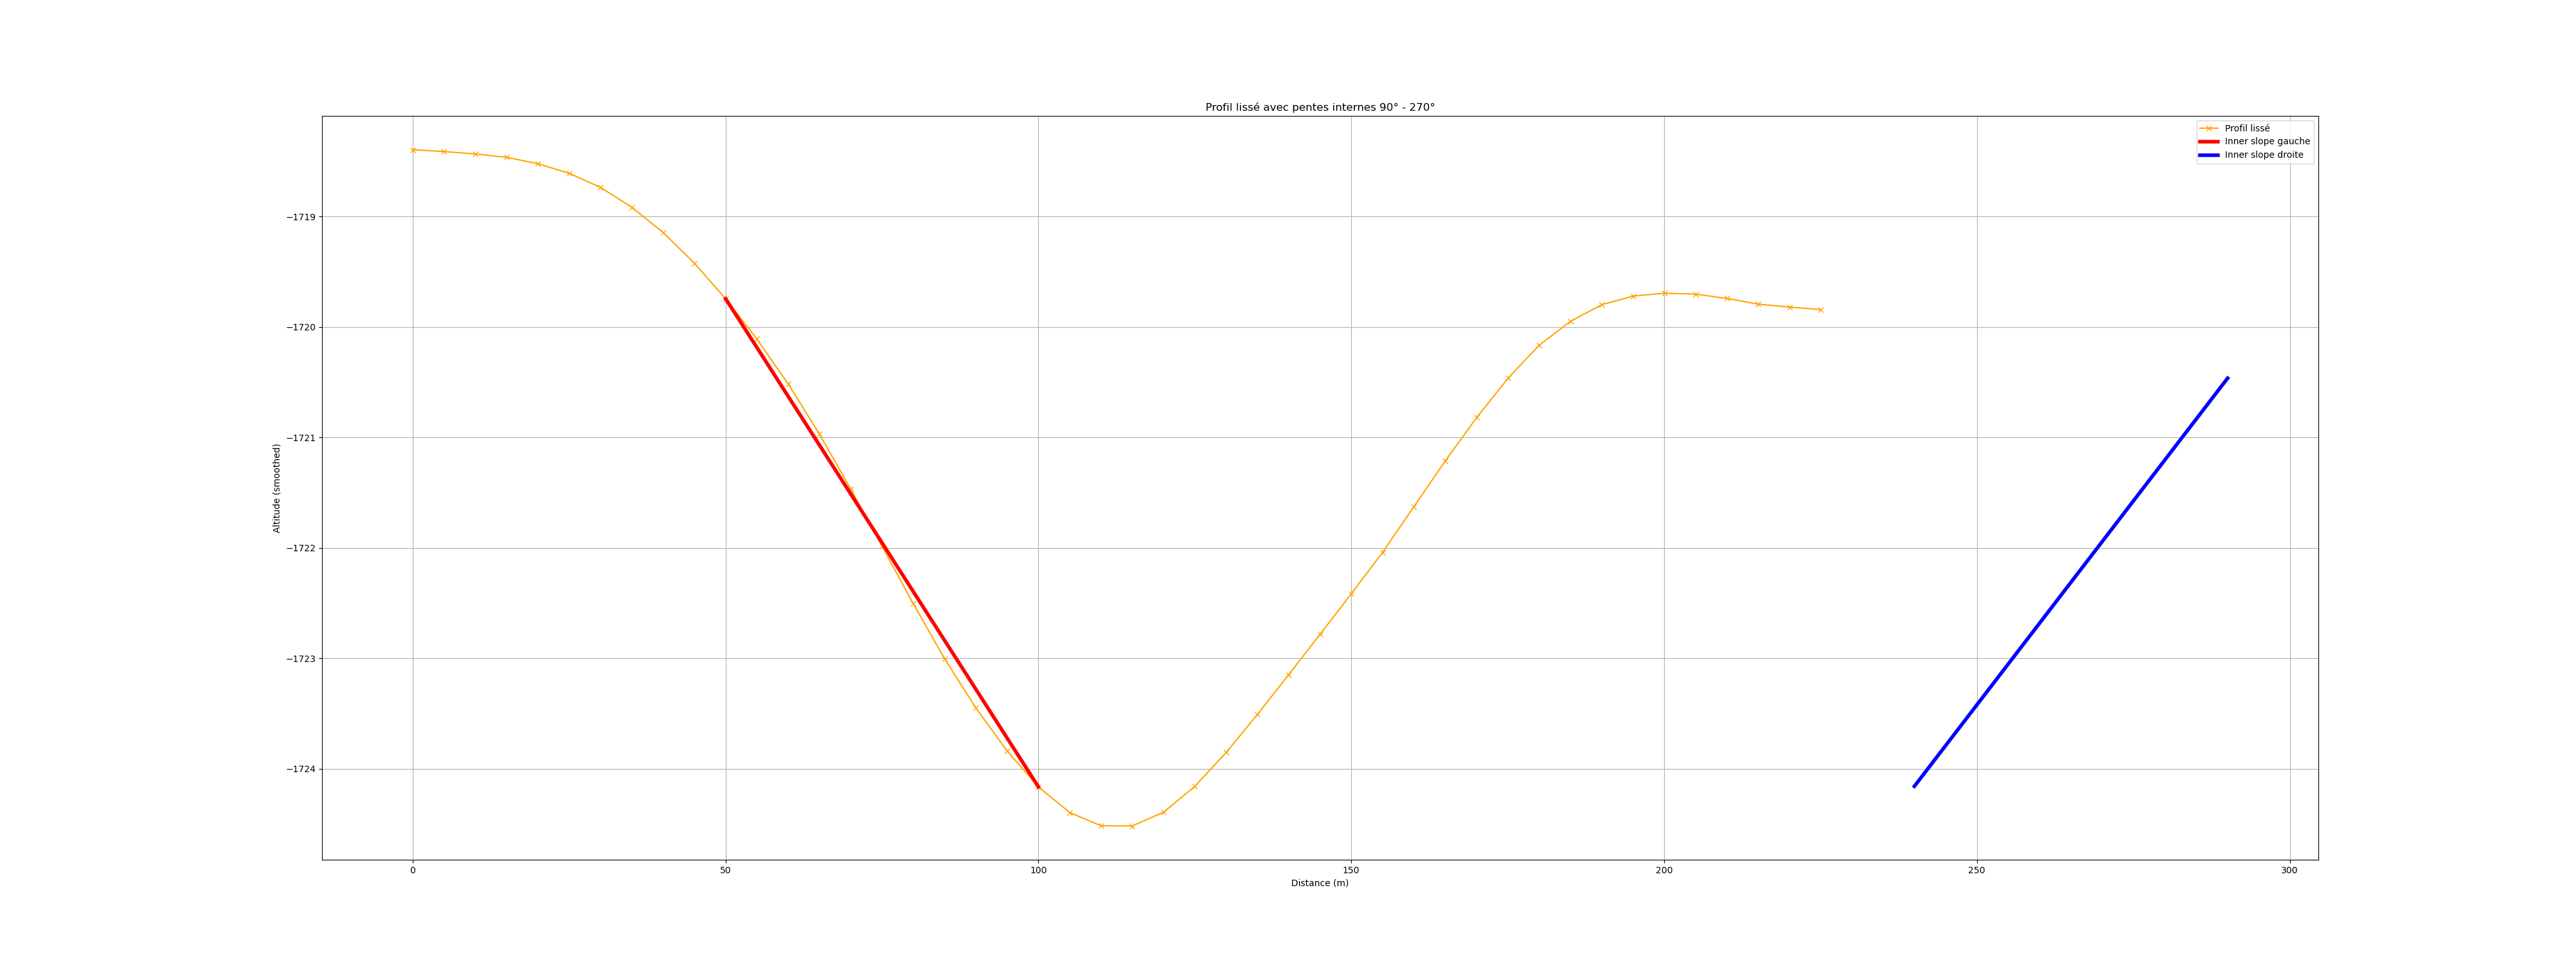 Profil lissé avec pentes internes 90° - 270°
Profil lissé
Inner slope gauche
Inner slope droite
−1719
−1720
−1721
−1722
−1723
−1724
Altitude (smoothed)
0
50
100
150
200
250
300
Distance (m)